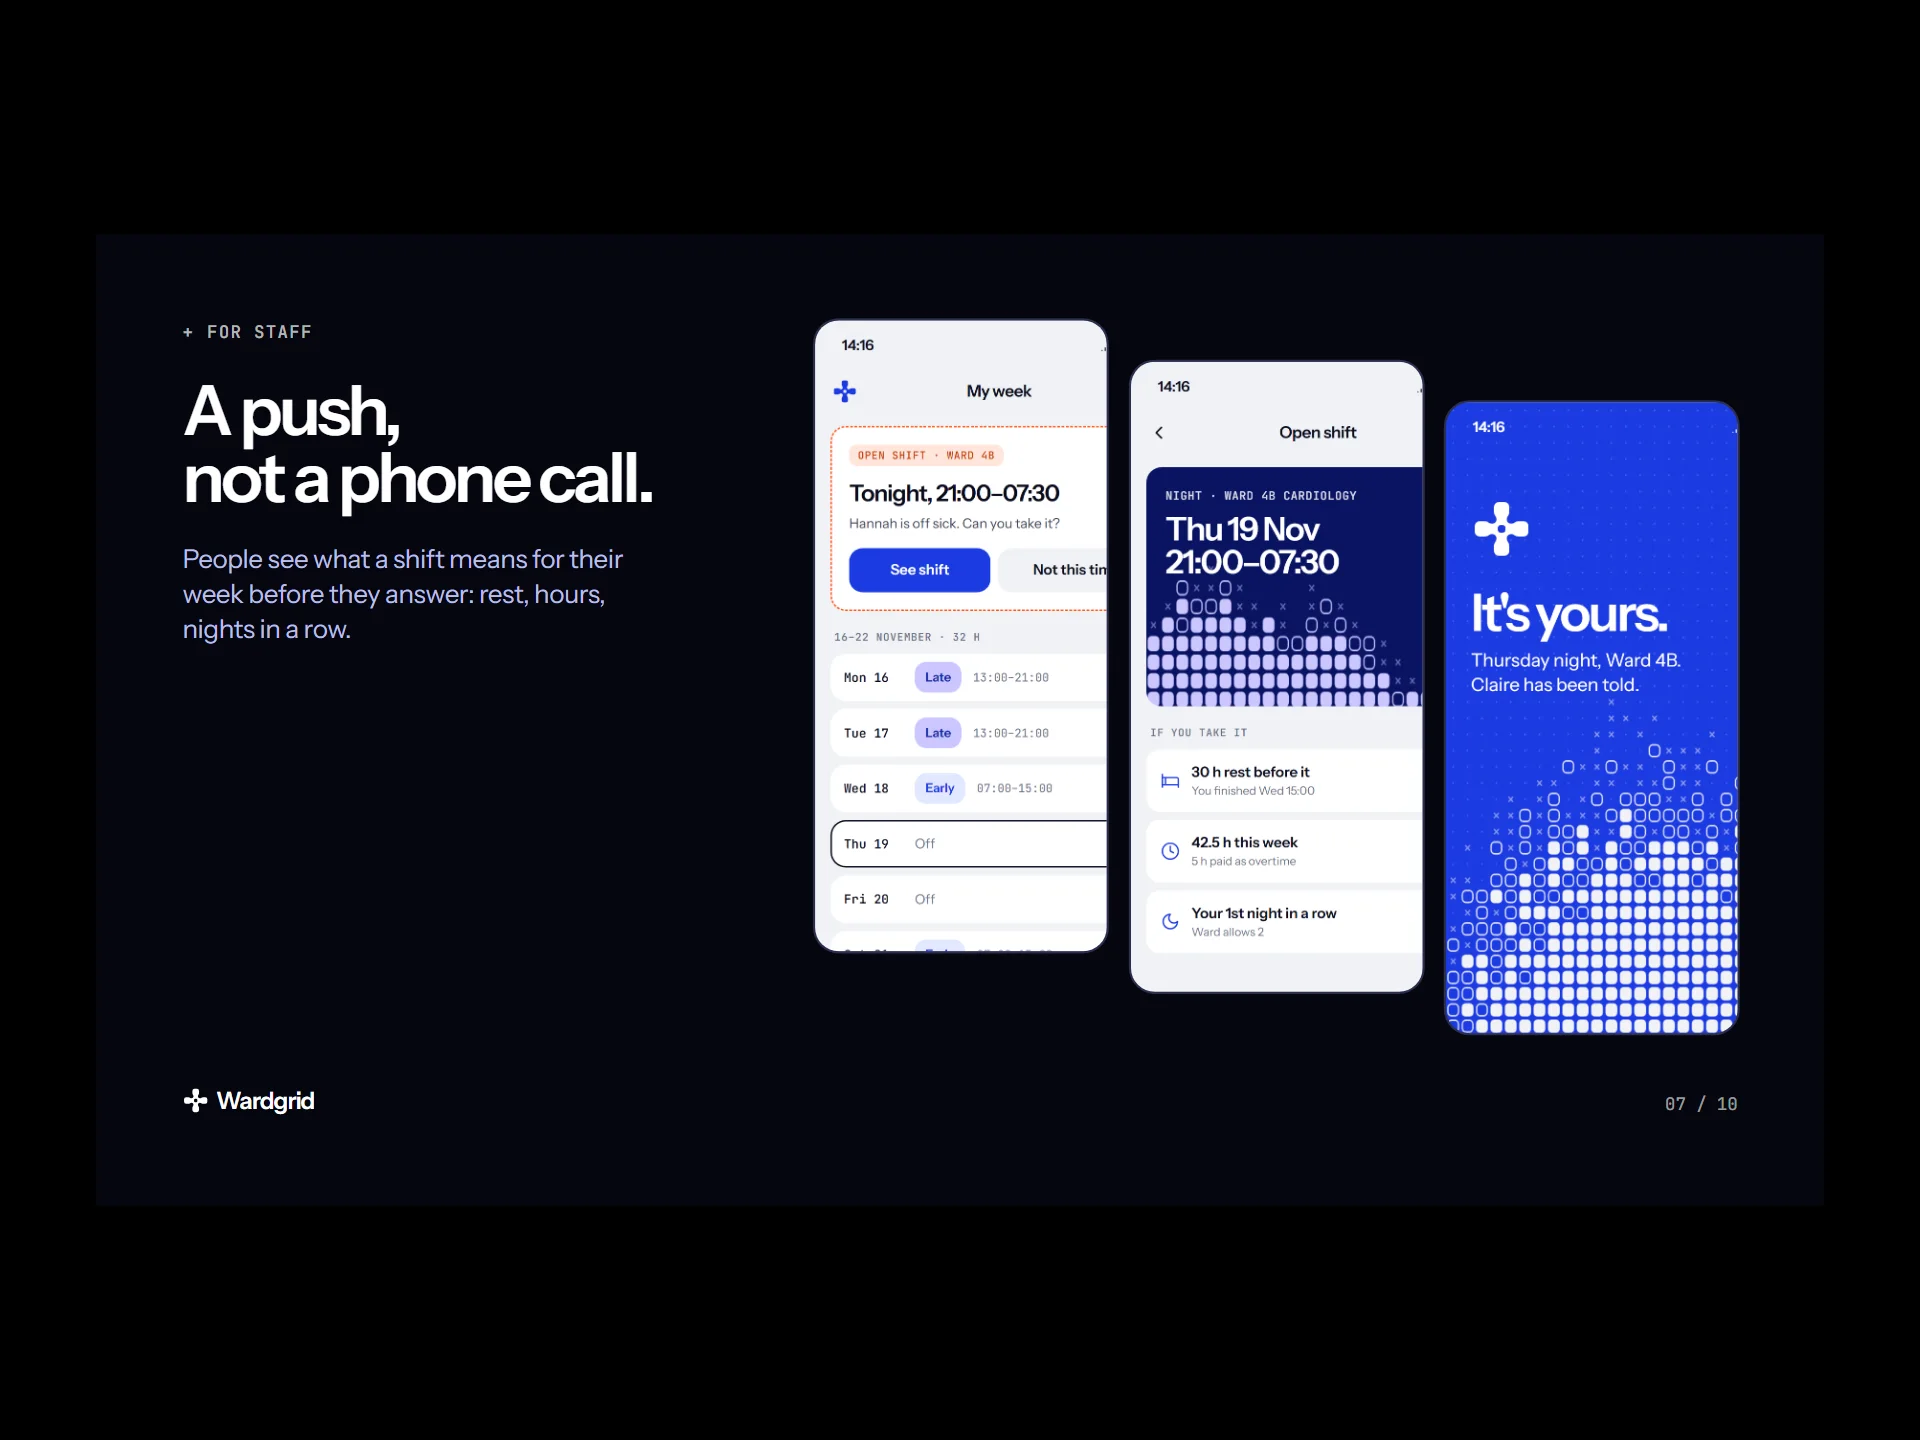 + FOR STAFF
A push,
not a phone call.
People see what a shift means for their
week before they answer: rest, hours,
nights in a row.
14:16
My week
OPEN SHIFT · WARD 4B
Tonight, 21:00–07:30
Hannah is off sick. Can you take it?
See shift
Not this tim
16–22 NOVEMBER · 32 H
Mon 16 Late 13:00–21:00
Tue 17 Late 13:00–21:00
Wed 18 Early 07:00–15:00
Thu 19 Off
Fri 20 Off
14:16
Open shift
NIGHT · WARD 4B CARDIOLOGY
Thu 19 Nov
21:00–07:30
IF YOU TAKE IT
30 h rest before it
You finished Wed 15:00
42.5 h this week
5 h paid as overtime
Your 1st night in a row
Ward allows 2
14:16
It's yours.
Thursday night, Ward 4B.
Claire has been told.
Wardgrid
07 / 10